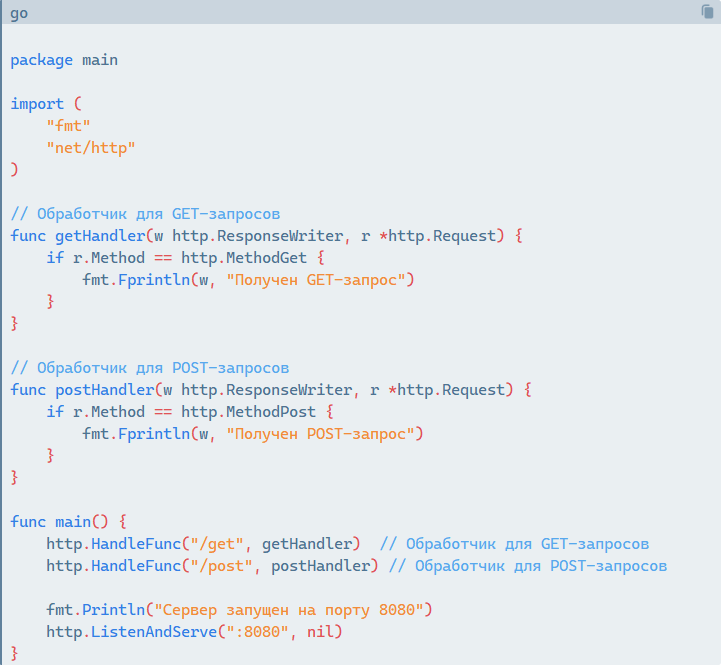 go
package main
import (
    "fmt"
    "net/http"
)
// Обработчик для GET-запросов
func getHandler(w http.ResponseWriter, r *http.Request) {
    if r.Method == http.MethodGet {
        fmt.Fprintln(w, "Получен GET-запрос")
    }
}
// Обработчик для POST-запросов
func postHandler(w http.ResponseWriter, r *http.Request) {
    if r.Method == http.MethodPost {
        fmt.Fprintln(w, "Получен POST-запрос")
    }
}
func main() {
    http.HandleFunc("/get", getHandler)  // Обработчик для GET-запросов
    http.HandleFunc("/post", postHandler) // Обработчик для POST-запросов
    fmt.Println("Сервер запущен на порту 8080")
    http.ListenAndServe(":8080", nil)
}